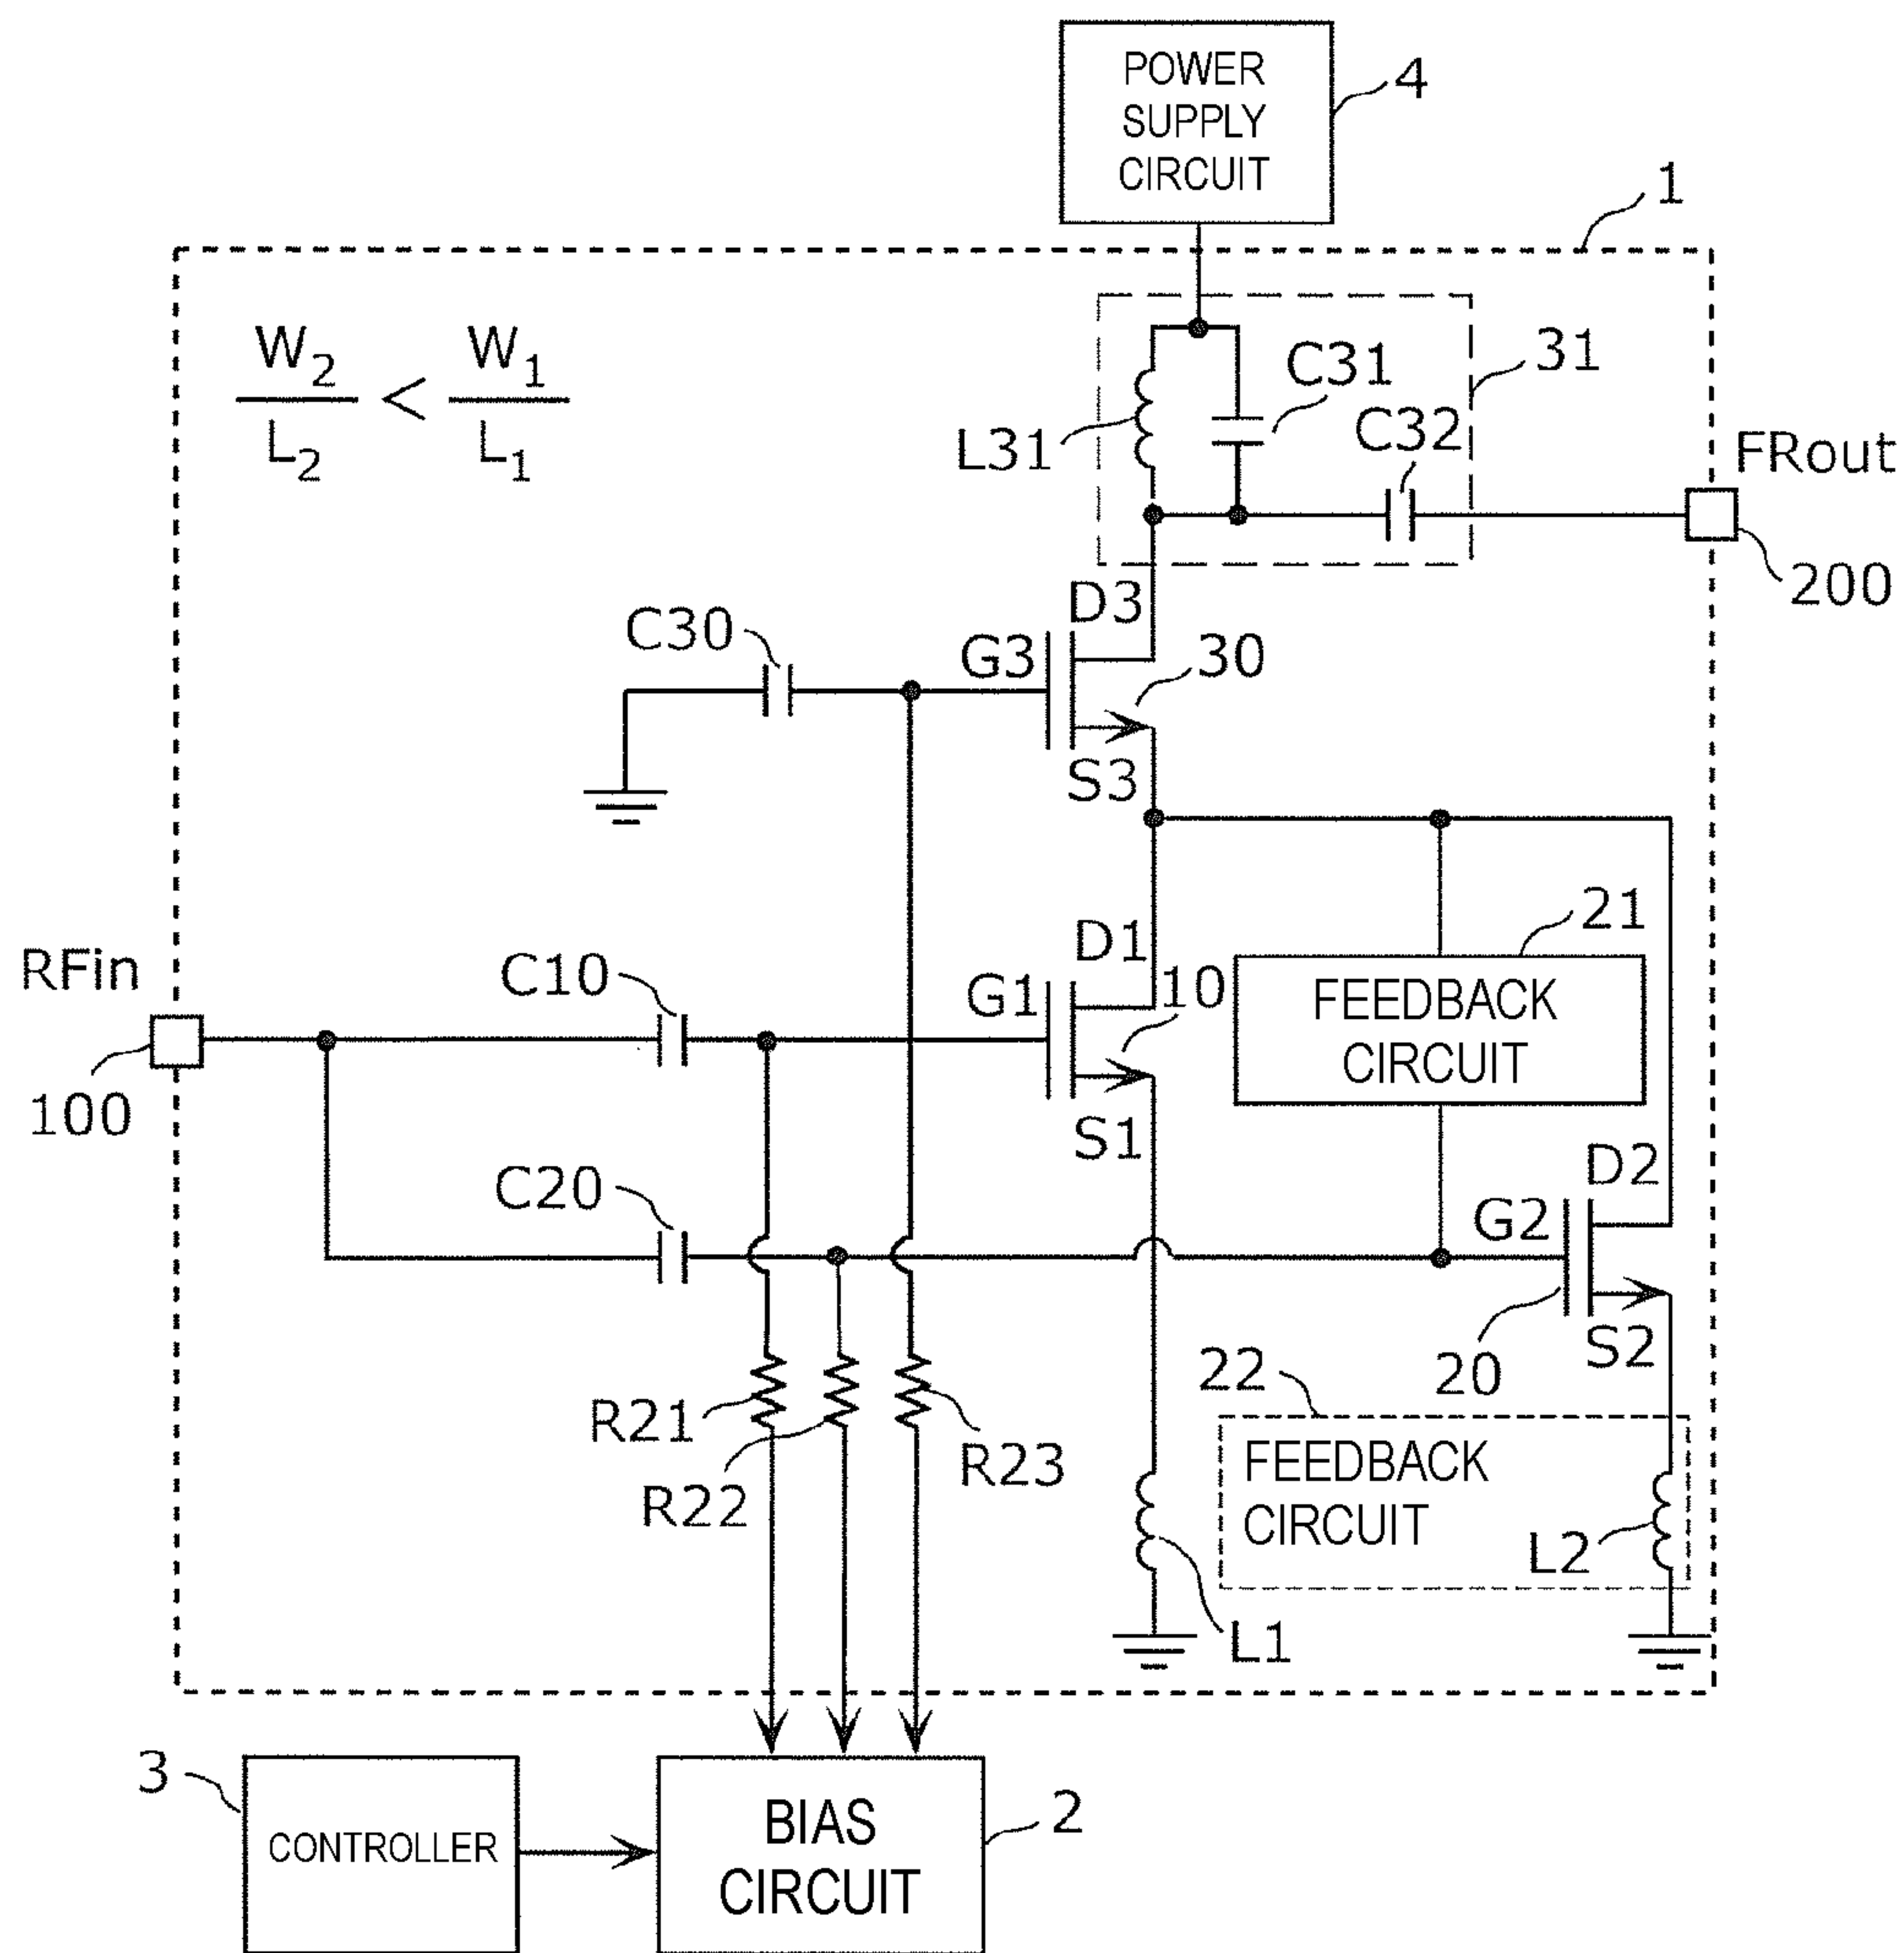 POWER
SUPPLY
CIRCUIT
4
1
W2
L2
<
W1
L1
C31
31
L31
C32
FRout
200
D3
C30
G3
30
S3
21
D1
RFin
C10
G1
10
FEEDBACK
CIRCUIT
100
S1
D2
C20
G2
S2
22
20
R21
R23
FEEDBACK
CIRCUIT
R22
L2
L1
3
CONTROLLER
BIAS
CIRCUIT
2